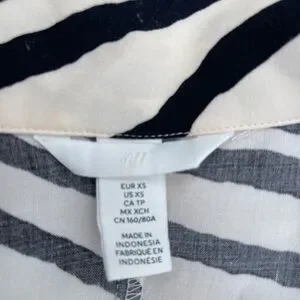 H&M
EUR XS
US XS
CA TP
MX XCH
CN 160/80A
MADE IN
INDONESIA
FABRIQUÉ EN
INDONÉSIE